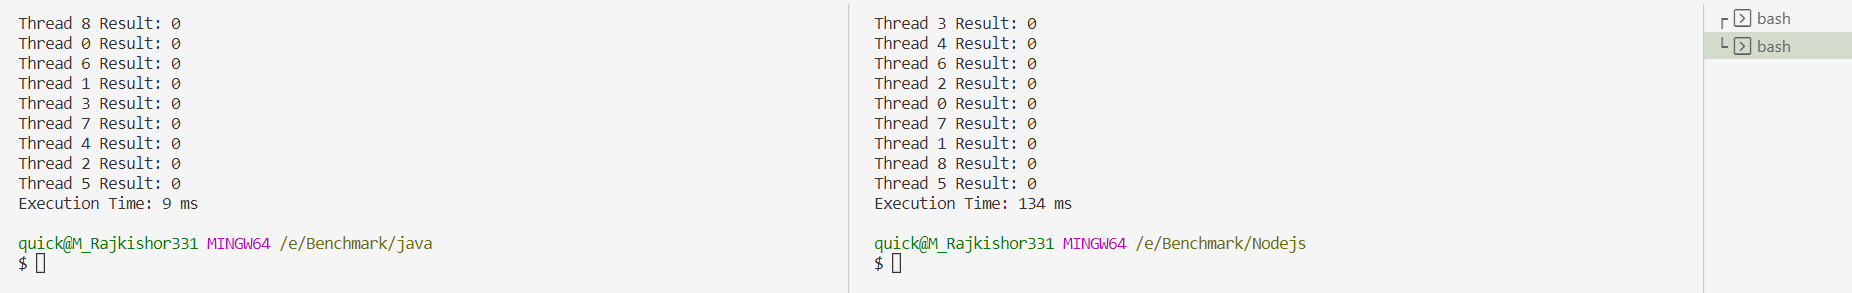 Thread 8 Result: 0
Thread 0 Result: 0
Thread 6 Result: 0
Thread 1 Result: 0
Thread 3 Result: 0
Thread 7 Result: 0
Thread 4 Result: 0
Thread 2 Result: 0
Thread 5 Result: 0
Execution Time: 9 ms
quick@M_Rajkishor331 MINGW64 /e/Benchmark/java
$
Thread 3 Result: 0
Thread 4 Result: 0
Thread 6 Result: 0
Thread 2 Result: 0
Thread 0 Result: 0
Thread 7 Result: 0
Thread 1 Result: 0
Thread 8 Result: 0
Thread 5 Result: 0
Execution Time: 134 ms
quick@M_Rajkishor331 MINGW64 /e/Benchmark/Nodejs
$
bash
bash